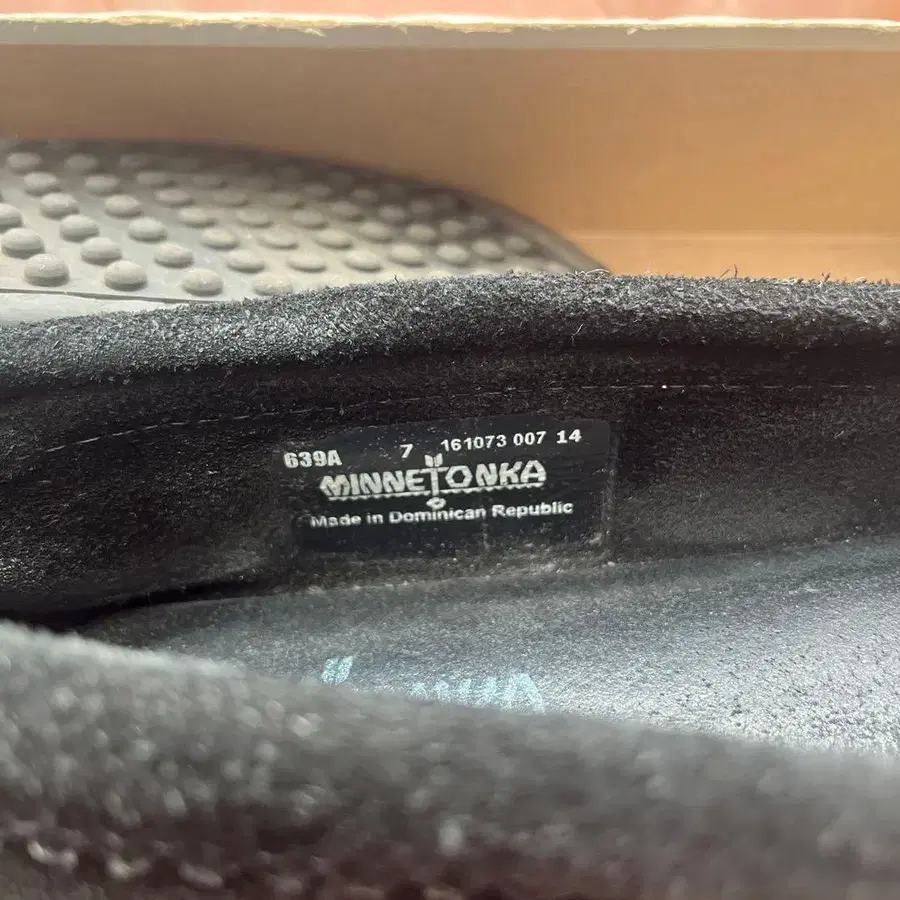 639A 7 161073 007 14
MINNETONKA
Made in Dominican Republic